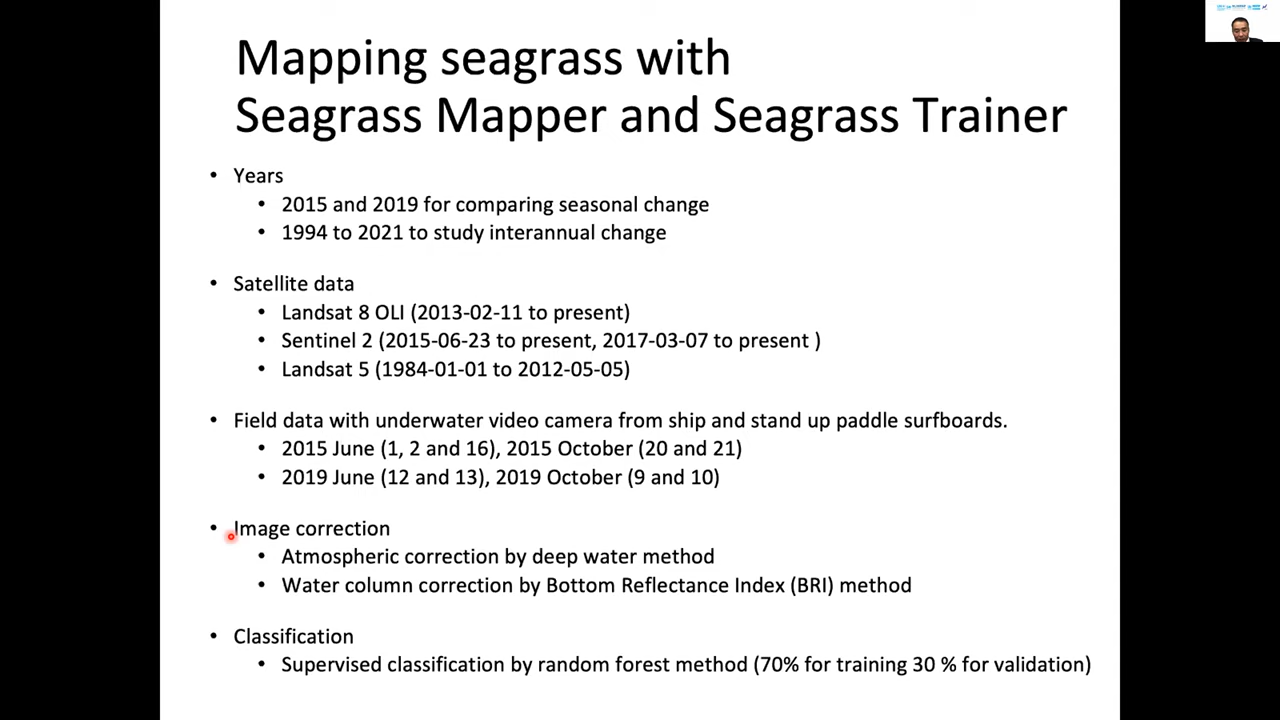 Mapping seagrass with
Seagrass Mapper and Seagrass Trainer
• Years
• 2015 and 2019 for comparing seasonal change
• 1994 to 2021 to study interannual change
• Satellite data
• Landsat 8 OLI (2013-02-11 to present)
• Sentinel 2 (2015-06-23 to present, 2017-03-07 to present )
• Landsat 5 (1984-01-01 to 2012-05-05)
• Field data with underwater video camera from ship and stand up paddle surfboards.
• 2015 June (1, 2 and 16), 2015 October (20 and 21)
• 2019 June (12 and 13), 2019 October (9 and 10)
• Image correction
• Atmospheric correction by deep water method
• Water column correction by Bottom Reflectance Index (BRI) method
• Classification
• Supervised classification by random forest method (70% for training 30 % for validation)